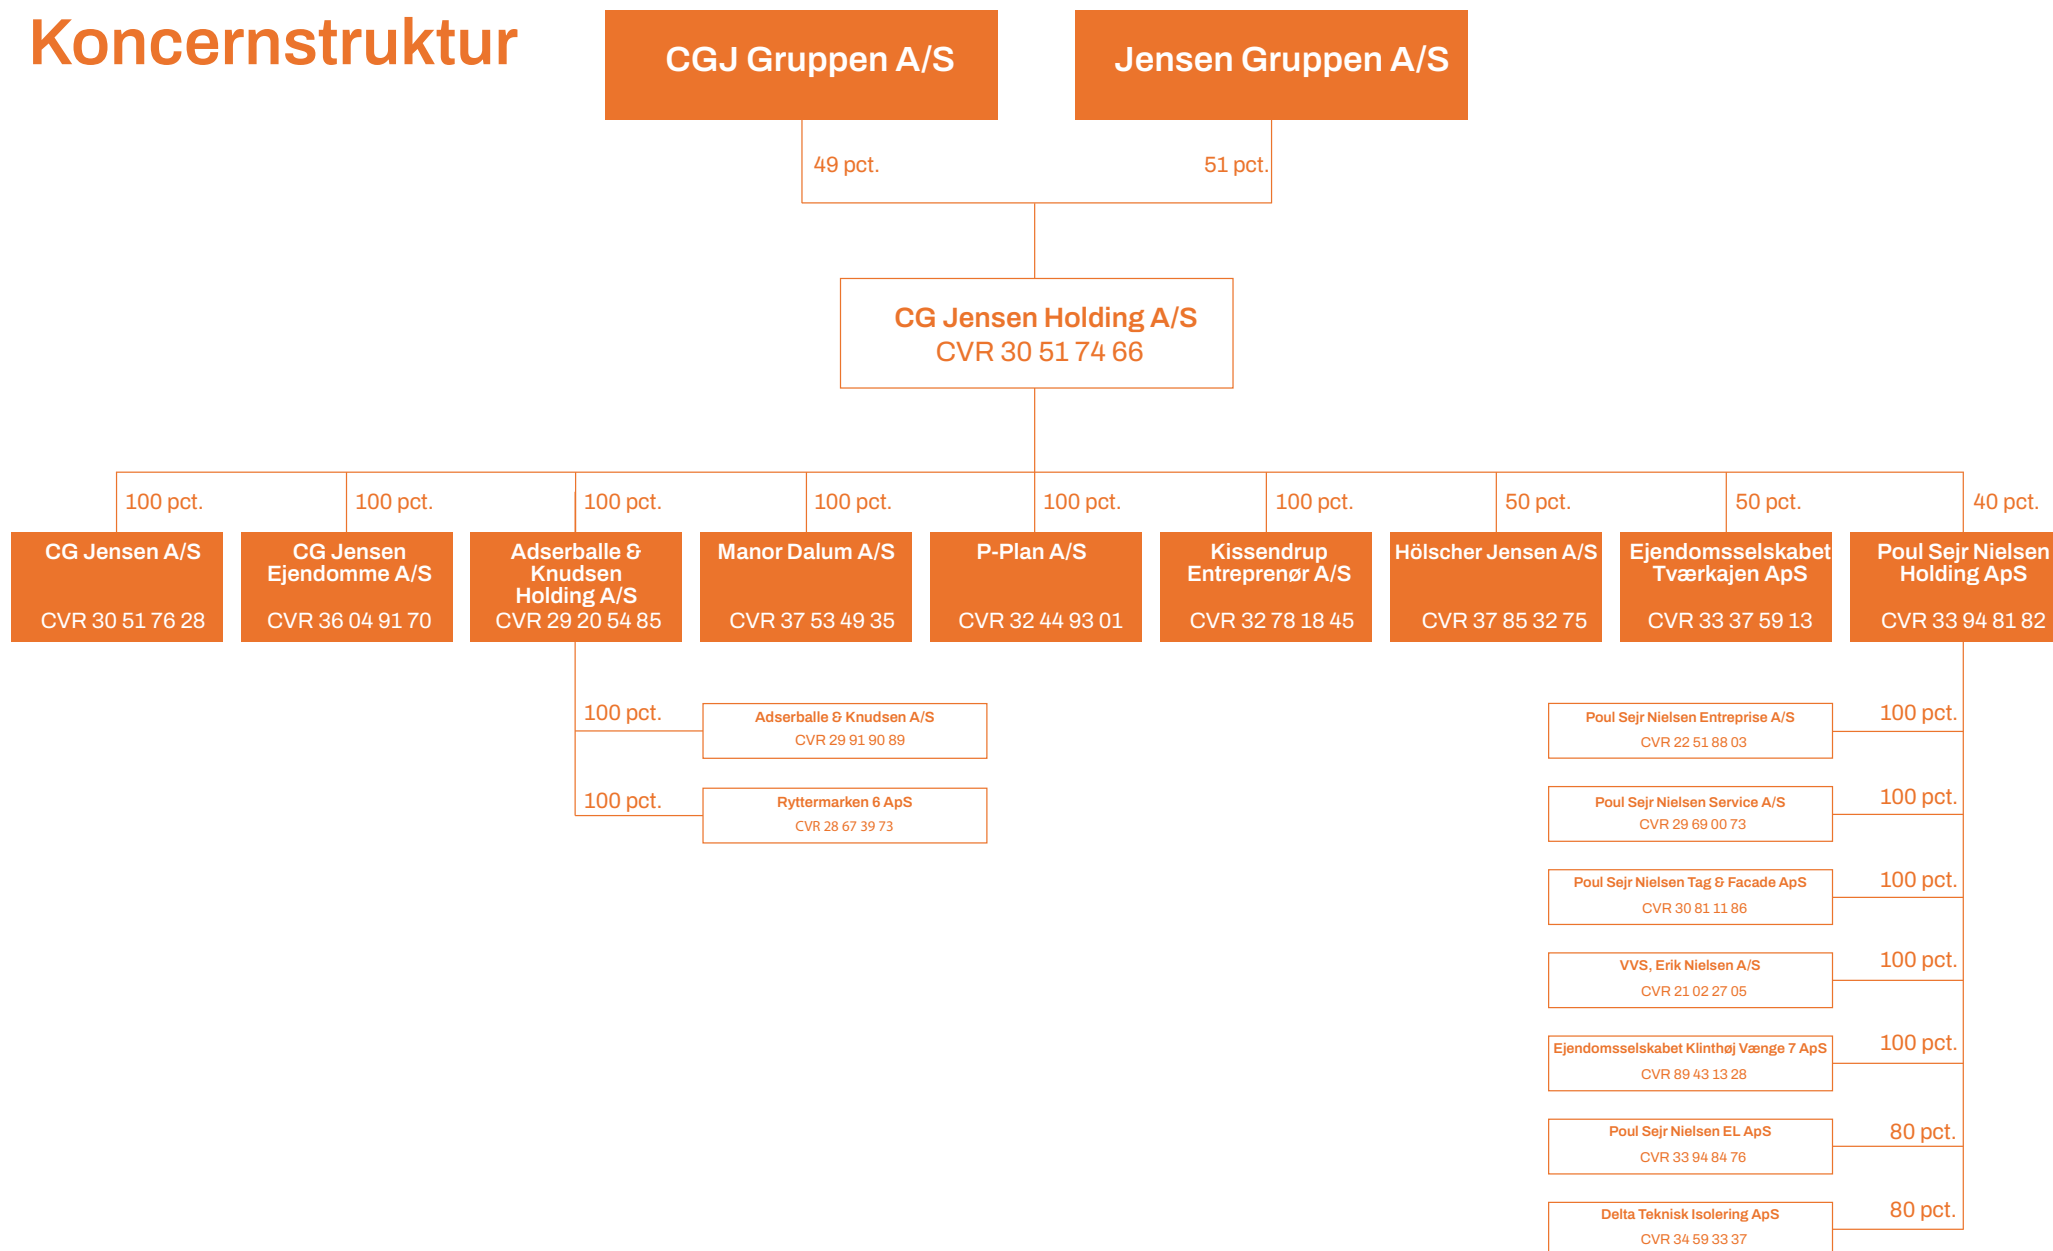 Koncernstruktur
CGJ Gruppen A/S
Jensen Gruppen A/S
49 pct.
51 pct.
CG Jensen Holding A/S
CVR 30 51 74 66
100 pct.
100 pct.
100 pct.
100 pct.
100 pct.
100 pct.
50 pct.
50 pct.
40 pct.
CG Jensen A/S
CVR 30 51 76 28
CG Jensen
Ejendomme A/S
CVR 36 04 91 70
Adserballe &
Knudsen
Holding A/S
CVR 29 20 54 85
Manor Dalum A/S
CVR 37 53 49 35
P-Plan A/S
CVR 32 44 93 01
Kissendrup
Entreprenør A/S
CVR 32 78 18 45
Hölscher Jensen A/S
CVR 37 85 32 75
Ejendomsselskabet
Tværkajen ApS
CVR 33 37 59 13
Poul Sejr Nielsen
Holding ApS
CVR 33 94 81 82
100 pct.
Adserballe & Knudsen A/S
CVR 29 91 90 89
100 pct.
Ryttermarken 6 ApS
CVR 28 67 39 73
Poul Sejr Nielsen Entreprise A/S
CVR 22 51 88 03
100 pct.
Poul Sejr Nielsen Service A/S
CVR 29 69 00 73
100 pct.
Poul Sejr Nielsen Tag & Facade ApS
CVR 30 81 11 86
100 pct.
VVS, Erik Nielsen A/S
CVR 21 02 27 05
100 pct.
Ejendomsselskabet Klinthøj Vænge 7 ApS
CVR 89 43 13 28
100 pct.
Poul Sejr Nielsen EL ApS
CVR 33 94 84 76
80 pct.
Delta Teknisk Isolering ApS
CVR 34 59 33 37
80 pct.